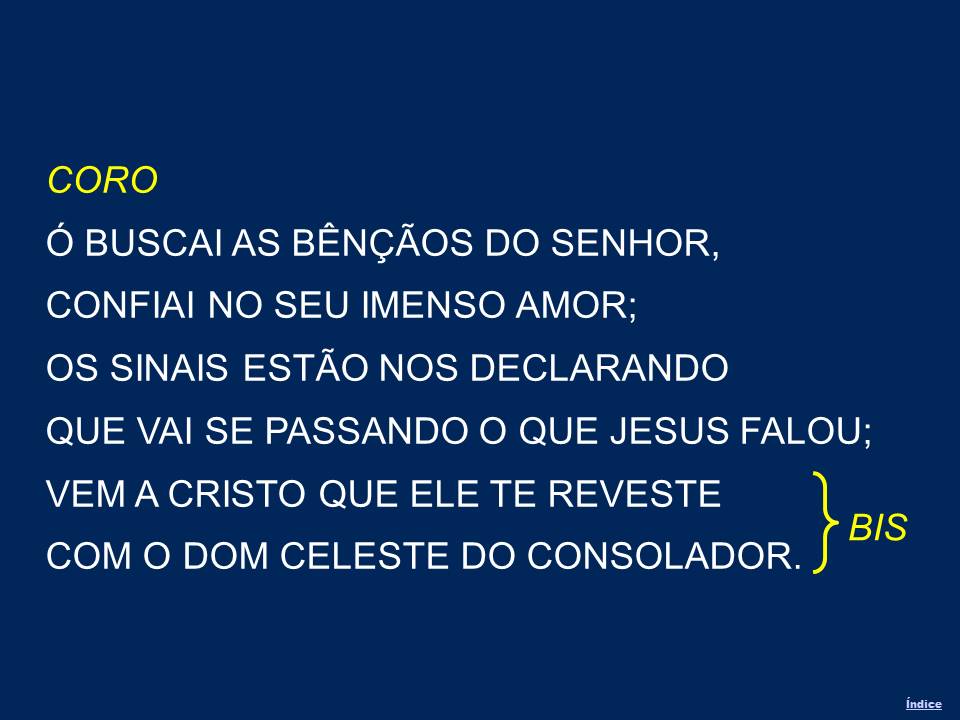 CORO
Ó BUSCAI AS BÊNÇÃOS DO SENHOR,
CONFIAI NO SEU IMENSO AMOR;
OS SINAIS ESTÃO NOS DECLARANDO
QUE VAI SE PASSANDO O QUE JESUS FALOU;
VEM A CRISTO QUE ELE TE REVESTE
COM O DOM CELESTE DO CONSOLADOR.
BIS
Índice